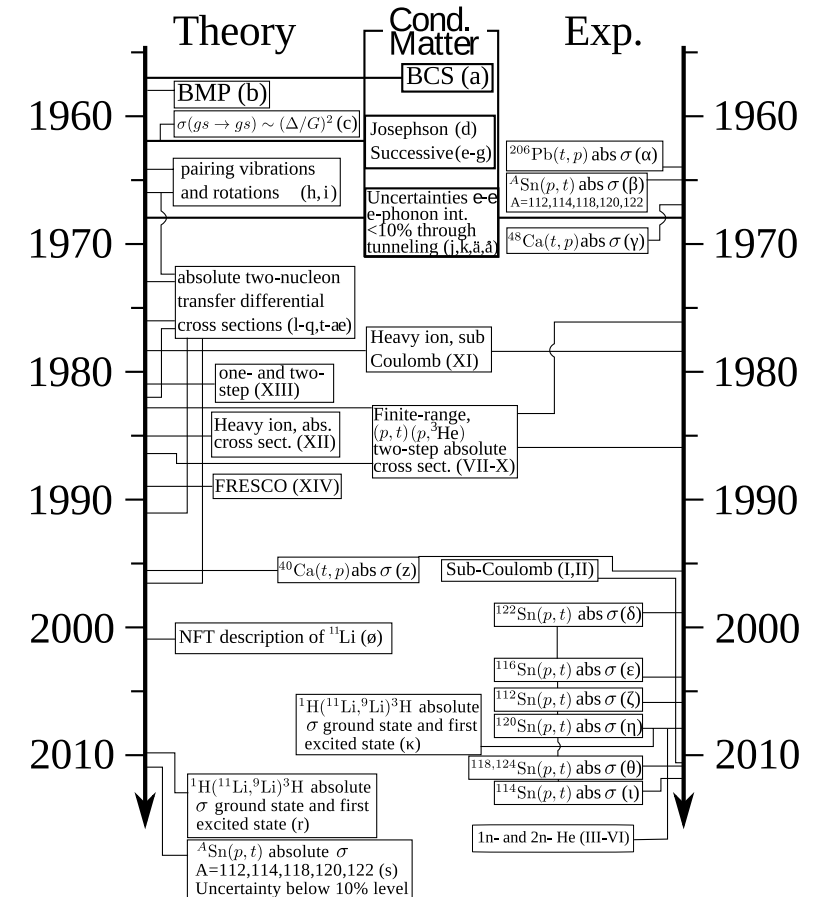 Theory
Cond.
Matter
Exp.
1960
1970
1980
1990
2000
2010
BCS (a)
BMP (b)
σ(gs → gs) ~ (Δ/G)² (c)
Josephson (d)
Successive (e-g)
pairing vibrations
and rotations (h, i)
Uncertainties e-e
e-phonon int.
<10% through
tunneling (j,k,ä,å)
absolute two-nucleon
transfer differential
cross sections (l-q,t-ae)
Heavy ion, sub
Coulomb (XI)
one- and two-
step (XIII)
Finite-range,
(p, t) (p,³He)
two-step absolute
cross sect. (VII-X)
Heavy ion, abs.
cross sect. (XII)
FRESCO (XIV)
⁴⁰Ca(t, p) abs σ (z)
Sub-Coulomb (I,II)
NFT description of ¹¹Li (ø)
¹H(¹¹Li,⁹Li)³H absolute
σ ground state and first
excited state (κ)
¹H(¹¹Li,⁹Li)³H absolute
σ ground state and first
excited state (r)
ᴬSn(p, t) absolute σ
A=112,114,118,120,122 (s)
Uncertainty below 10% level
1960
1970
1980
1990
2000
2010
²⁰⁶Pb(t, p) abs σ (α)
ᴬSn(p, t) abs σ (β)
A=112,114,118,120,122
⁴⁸Ca(t, p) abs σ (γ)
¹²²Sn(p, t) abs σ (δ)
¹¹⁶Sn(p, t) abs σ (ε)
¹¹²Sn(p, t) abs σ (ζ)
¹²⁰Sn(p, t) abs σ (η)
¹¹⁸,¹²⁴Sn(p, t) abs σ (θ)
¹¹⁴Sn(p, t) abs σ (ι)
1n- and 2n- He (III-VI)